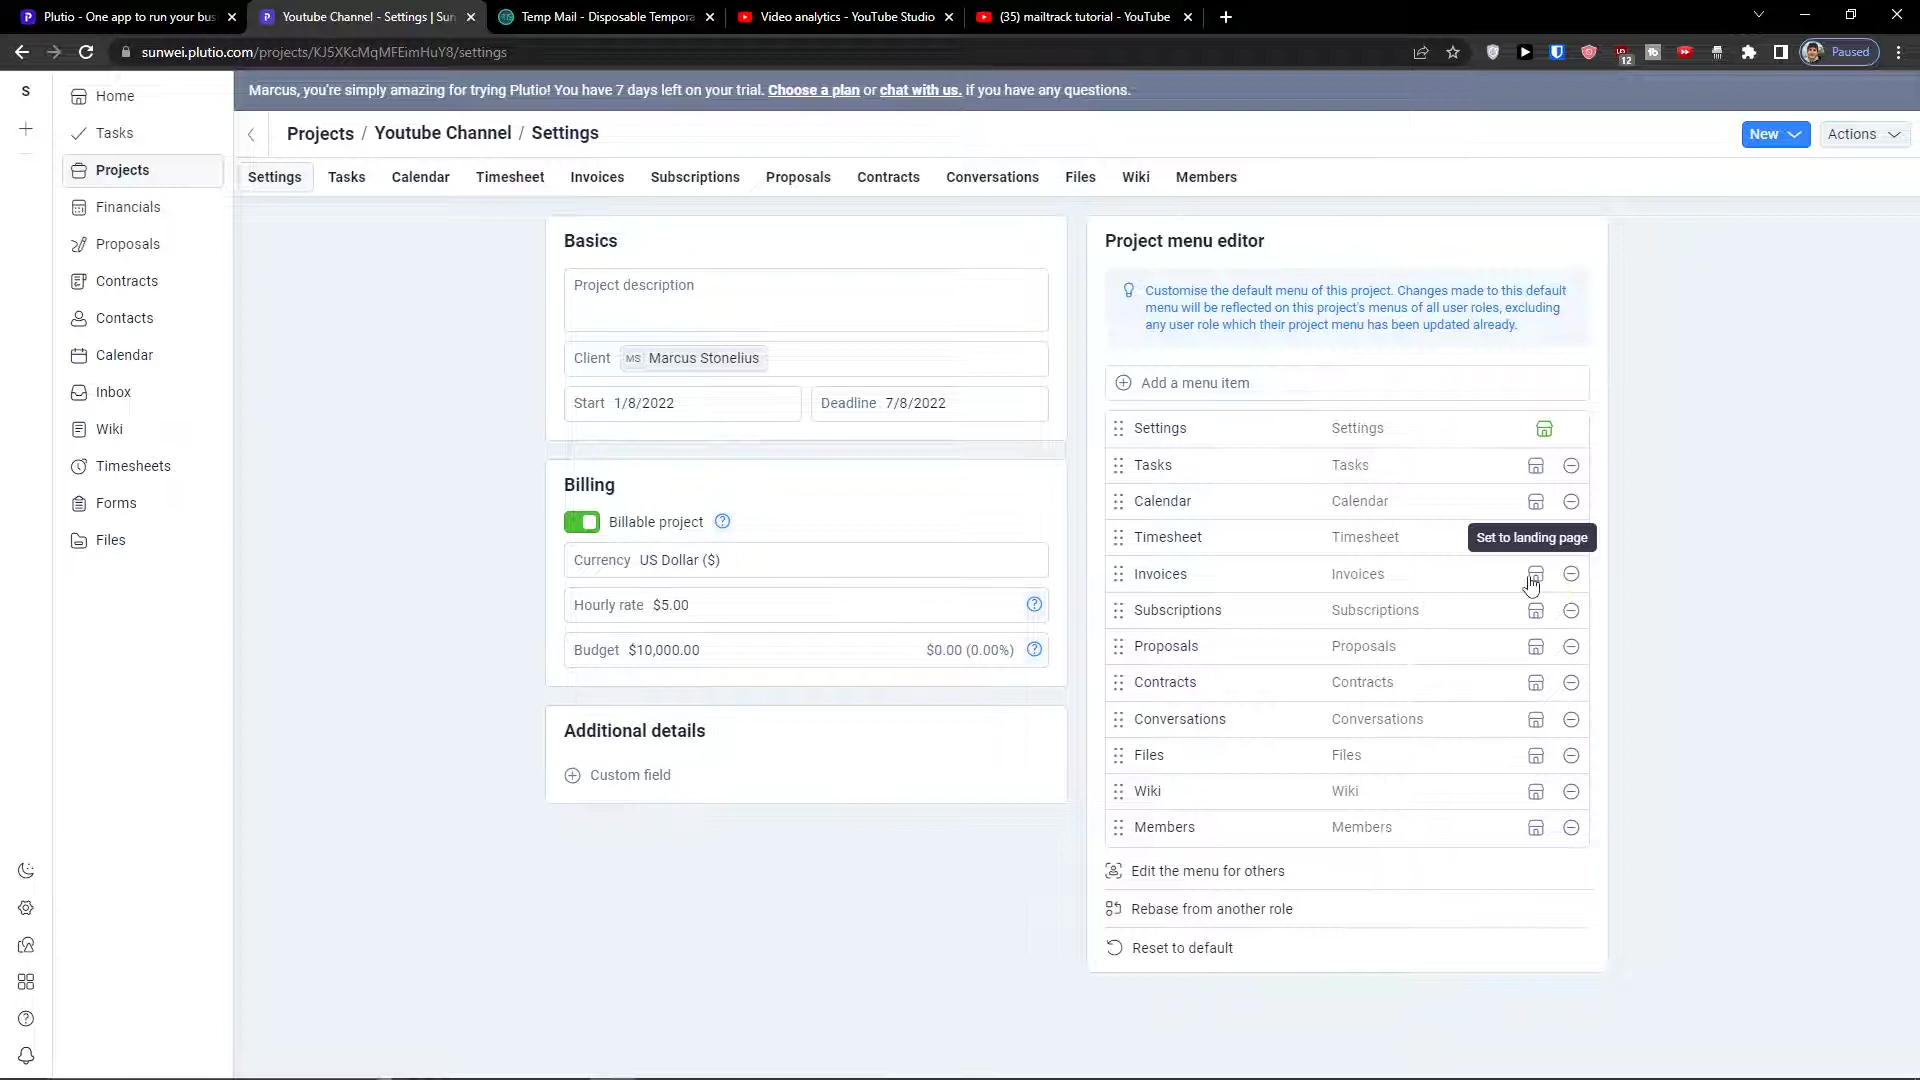 Plutio - One app to run your bus
Youtube Channel - Settings | Sun
Temp Mail - Disposable Tempora
Video analytics - YouTube Studio
(35) mailtrack tutorial - YouTube
sunwei.plutio.com/projects/KJ5XKcMqMFEimHuY8/settings
12
Paused
S
Marcus, you're simply amazing for trying Plutio! You have 7 days left on your trial. Choose a plan or chat with us. if you have any questions.
Home
Tasks
Projects
Financials
Proposals
Contracts
Contacts
Calendar
Inbox
Wiki
Timesheets
Forms
Files
Projects / Youtube Channel / Settings
New
Actions
Settings Tasks Calendar Timesheet Invoices Subscriptions Proposals Contracts Conversations Files Wiki Members
Basics
Project description
Client MS Marcus Stonelius
Start 1/8/2022
Deadline 7/8/2022
Billing
Billable project
Currency US Dollar ($)
Hourly rate $5.00
Budget $10,000.00 $0.00 (0.00%)
Additional details
Custom field
Project menu editor
Customise the default menu of this project. Changes made to this default
menu will be reflected on this project's menus of all user roles, excluding
any user role which their project menu has been updated already.
Add a menu item
Settings Settings
Tasks Tasks
Calendar Calendar
Timesheet Timesheet
Set to landing page
Invoices Invoices
Subscriptions Subscriptions
Proposals Proposals
Contracts Contracts
Conversations Conversations
Files Files
Wiki Wiki
Members Members
Edit the menu for others
Rebase from another role
Reset to default